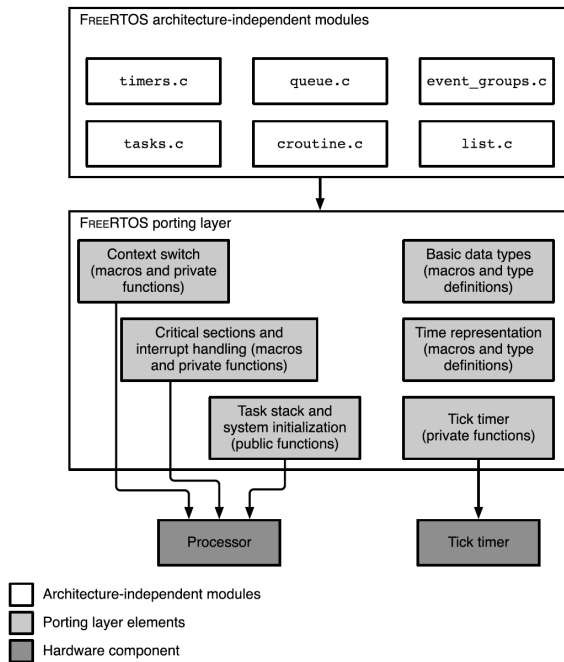 FreeRTOS architecture-independent modules
timers.c
queue.c
event_groups.c
tasks.c
croutine.c
list.c
FreeRTOS porting layer
Context switch
(macros and private
functions)
Basic data types
(macros and type
definitions)
Critical sections and
interrupt handling (macros
and private functions)
Time representation
(macros and type
definitions)
Task stack and
system initialization
(public functions)
Tick timer
(private functions)
Processor
Tick timer
Architecture-independent modules
Porting layer elements
Hardware component